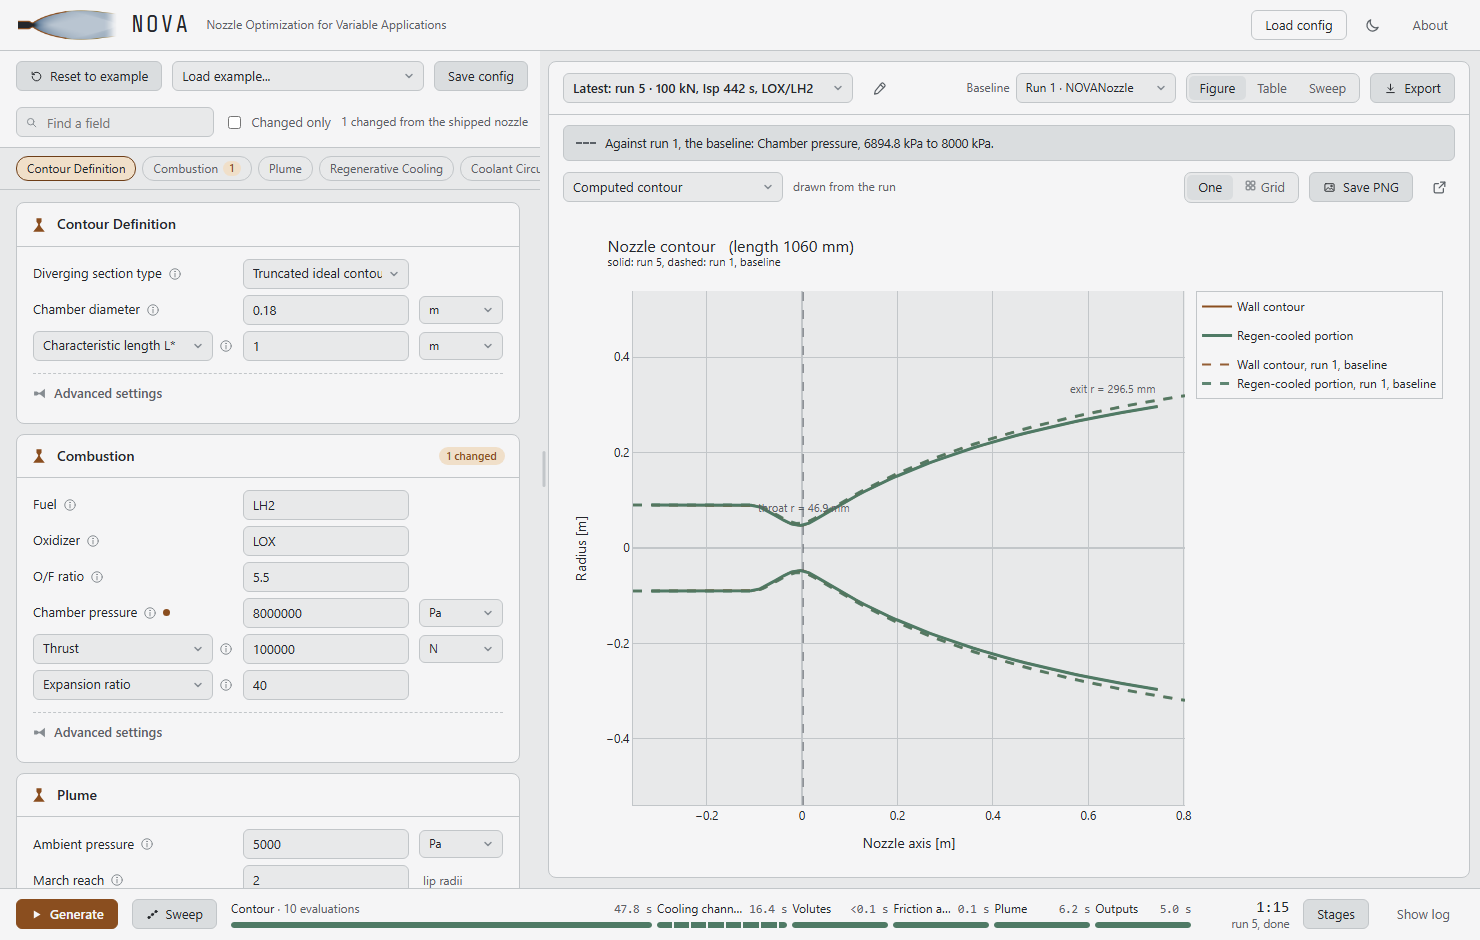 NOVA Nozzle Optimization for Variable Applications Load config About
Reset to example Load example... Save config
Find a field Changed only 1 changed from the shipped nozzle
Contour Definition Combustion 1 Plume Regenerative Cooling Coolant Circu
Contour Definition
Diverging section type Truncated ideal contou
Chamber diameter 0.18 m
Characteristic length L* 1 m
Advanced settings
Combustion 1 changed
Fuel LH2
Oxidizer LOX
O/F ratio 5.5
Chamber pressure 8000000 Pa
Thrust 100000 N
Expansion ratio 40
Advanced settings
Plume
Ambient pressure 5000 Pa
March reach 2 lip radii
Latest: run 5 · 100 kN, Isp 442 s, LOX/LH2 Baseline Run 1 · NOVANozzle Figure Table Sweep Export
Against run 1, the baseline: Chamber pressure, 6894.8 kPa to 8000 kPa.
Computed contour drawn from the run One Grid Save PNG
Nozzle contour (length 1060 mm)
solid: run 5, dashed: run 1, baseline
Wall contour
Regen-cooled portion
Wall contour, run 1, baseline
Regen-cooled portion, run 1, baseline
exit r = 296.5 mm
throat r = 46.9 mm
0.4
0.2
0
−0.2
−0.4
Radius [m]
−0.2 0 0.2 0.4 0.6 0.8
Nozzle axis [m]
Generate Sweep Contour · 10 evaluations 47.8 s Cooling chann... 16.4 s Volutes <0.1 s Friction a... 0.1 s Plume 6.2 s Outputs 5.0 s 1:15 Stages Show log
run 5, done